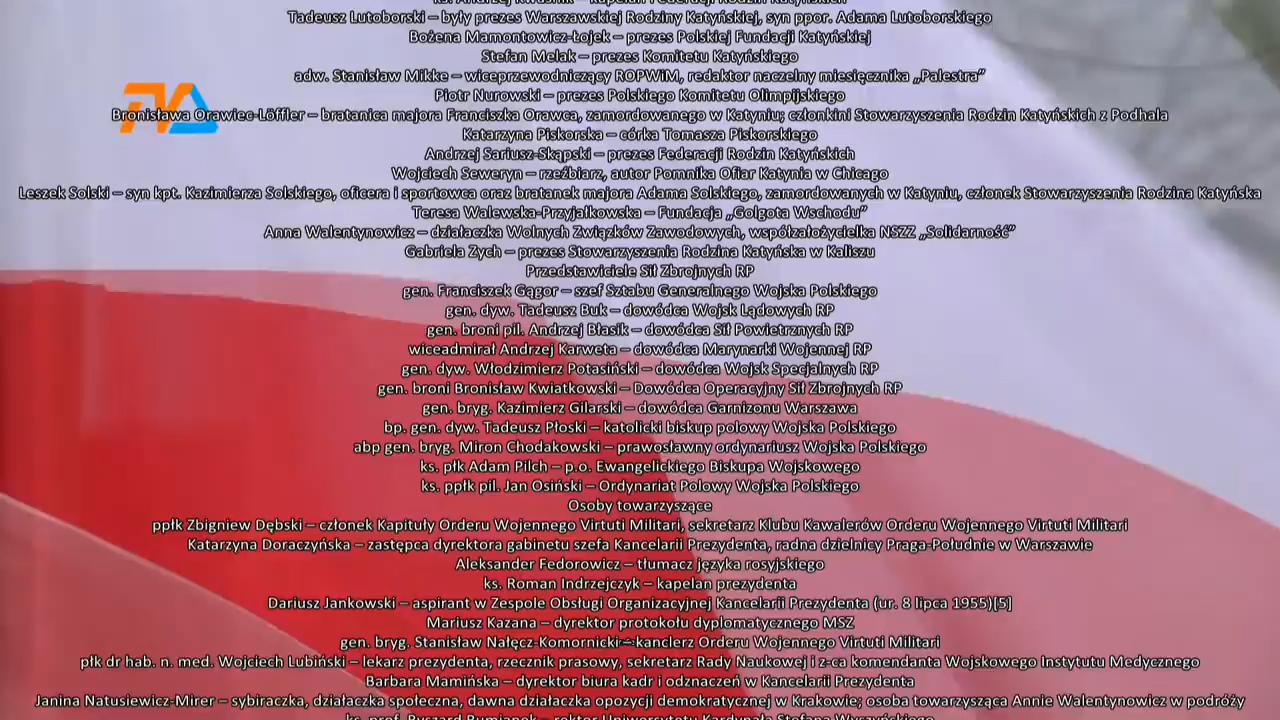 ks. Andrzej Kwaśnik – kapelan Federacji Rodzin Katyńskich
Tadeusz Lutoborski – były prezes Warszawskiej Rodziny Katyńskiej, syn ppor. Adama Lutoborskiego
Bożena Mamontowicz-Łojek – prezes Polskiej Fundacji Katyńskiej
Stefan Melak – prezes Komitetu Katyńskiego
adw. Stanisław Mikke – wiceprzewodniczący ROPWiM, redaktor naczelny miesięcznika „Palestra”
Piotr Nurowski – prezes Polskiego Komitetu Olimpijskiego
Bronisława Orawiec-Löffler – bratanica majora Franciszka Orawca, zamordowanego w Katyniu; członkini Stowarzyszenia Rodzin Katyńskich z Podhala
Katarzyna Piskorska – córka Tomasza Piskorskiego
Andrzej Sariusz-Skąpski – prezes Federacji Rodzin Katyńskich
Wojciech Seweryn – rzeźbiarz, autor Pomnika Ofiar Katynia w Chicago
Leszek Solski – syn kpt. Kazimierza Solskiego, oficera i sportowca oraz bratanek majora Adama Solskiego, zamordowanych w Katyniu, członek Stowarzyszenia Rodzina Katyńska
Teresa Walewska-Przyjałkowska – Fundacja „Golgota Wschodu”
Anna Walentynowicz – działaczka Wolnych Związków Zawodowych, współzałożycielka NSZZ „Solidarność”
Gabriela Zych – prezes Stowarzyszenia Rodzina Katyńska w Kaliszu
Przedstawiciele Sił Zbrojnych RP
gen. Franciszek Gągor – szef Sztabu Generalnego Wojska Polskiego
gen. dyw. Tadeusz Buk – dowódca Wojsk Lądowych RP
gen. broni pil. Andrzej Błasik – dowódca Sił Powietrznych RP
wiceadmirał Andrzej Karweta – dowódca Marynarki Wojennej RP
gen. dyw. Włodzimierz Potasiński – dowódca Wojsk Specjalnych RP
gen. broni Bronisław Kwiatkowski – Dowódca Operacyjny Sił Zbrojnych RP
gen. bryg. Kazimierz Gilarski – dowódca Garnizonu Warszawa
bp. gen. dyw. Tadeusz Płoski – katolicki biskup polowy Wojska Polskiego
abp gen. bryg. Miron Chodakowski – prawosławny ordynariusz Wojska Polskiego
ks. płk Adam Pilch – p.o. Ewangelickiego Biskupa Wojskowego
ks. ppłk pil. Jan Osiński – Ordynariat Polowy Wojska Polskiego
Osoby towarzyszące
ppłk Zbigniew Dębski – członek Kapituły Orderu Wojennego Virtuti Militari, sekretarz Klubu Kawalerów Orderu Wojennego Virtuti Militari
Katarzyna Doraczyńska – zastępca dyrektora gabinetu szefa Kancelarii Prezydenta, radna dzielnicy Praga-Południe w Warszawie
Aleksander Fedorowicz – tłumacz języka rosyjskiego
ks. Roman Indrzejczyk – kapelan prezydenta
Dariusz Jankowski – aspirant w Zespole Obsługi Organizacyjnej Kancelarii Prezydenta (ur. 8 lipca 1955)[5]
Mariusz Kazana – dyrektor protokołu dyplomatycznego MSZ
gen. bryg. Stanisław Nałęcz-Komornicki – kanclerz Orderu Wojennego Virtuti Militari
płk dr hab. n. med. Wojciech Lubiński – lekarz prezydenta, rzecznik prasowy, sekretarz Rady Naukowej i z-ca komendanta Wojskowego Instytutu Medycznego
Barbara Mamińska – dyrektor biura kadr i odznaczeń w Kancelarii Prezydenta
Janina Natusiewicz-Mirer – sybiraczka, działaczka społeczna, dawna działaczka opozycji demokratycznej w Krakowie; osoba towarzysząca Annie Walentynowicz w podróży
ks. prof. Ryszard Rumianek – rektor Uniwersytetu Kardynała Stefana Wyszyńskiego